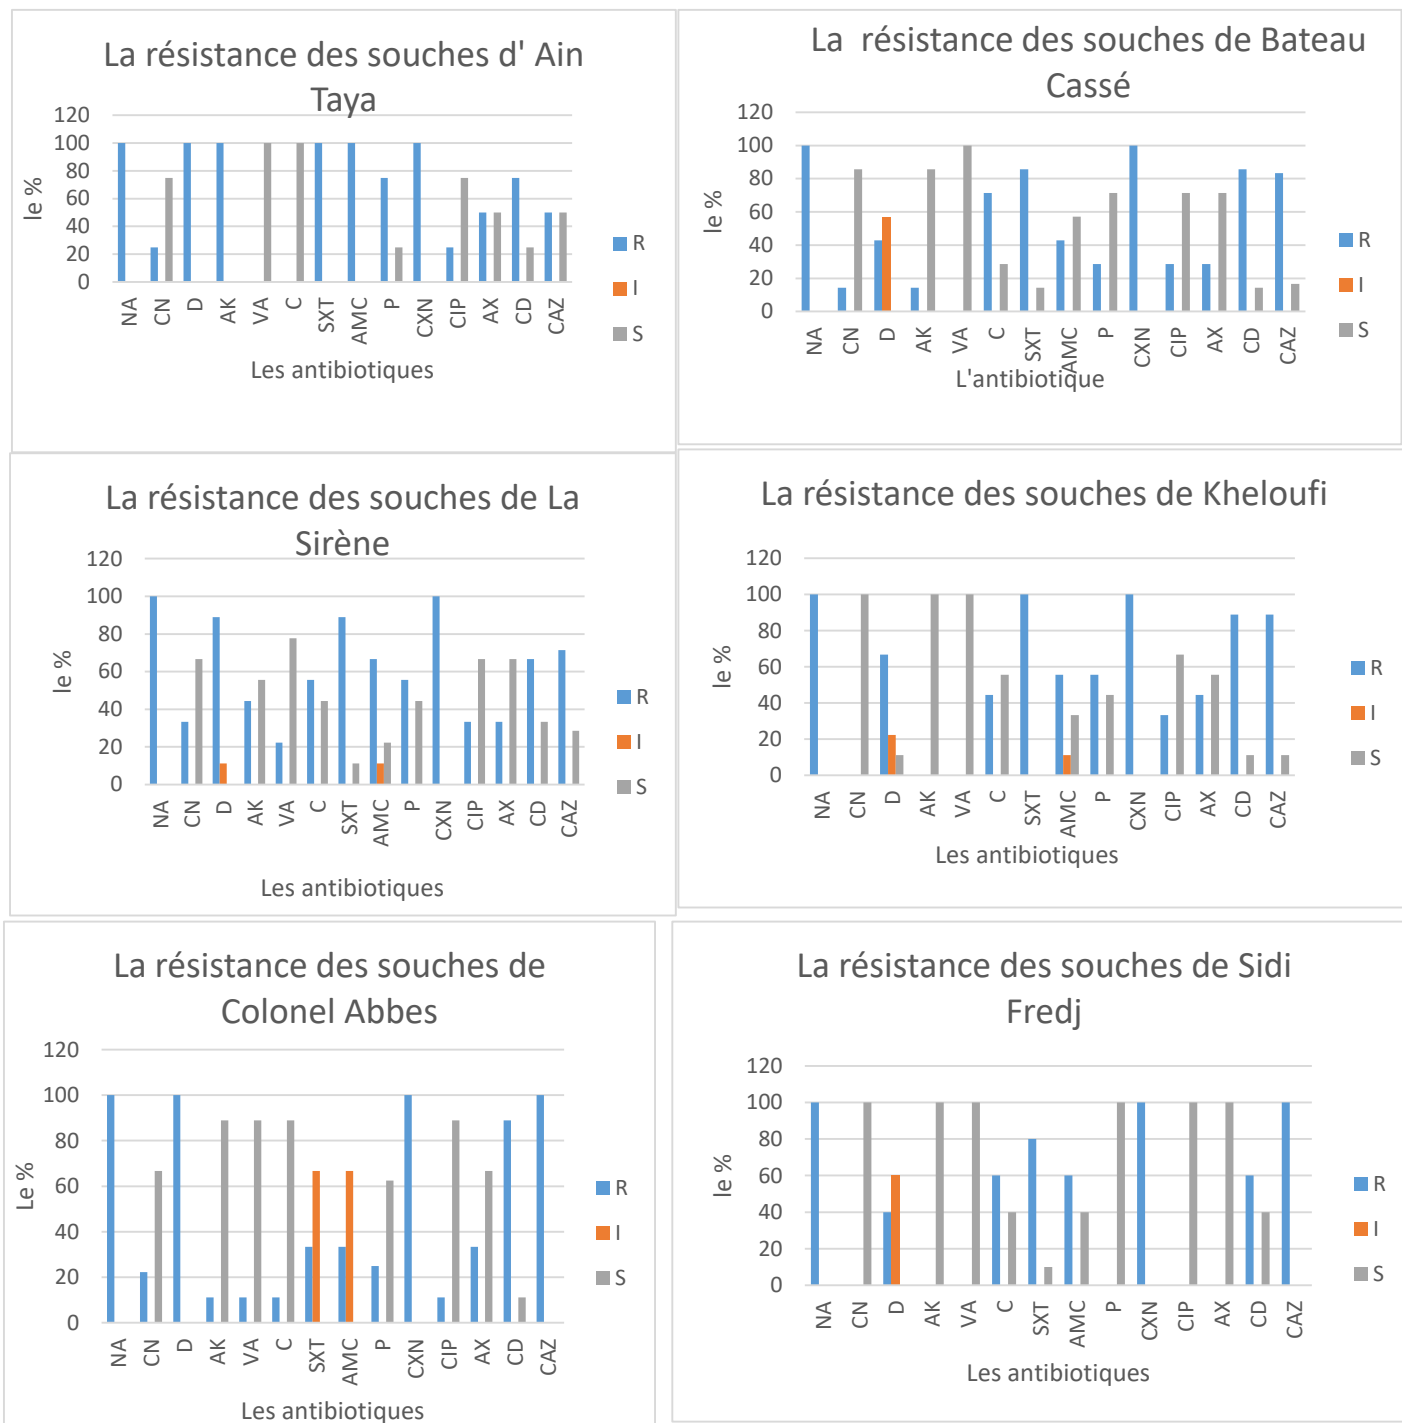 La résistance des souches d' Ain
Taya
120
100
80
60
40
20
0
le %
NA CN D AK VA C SXT AMC P CXN CIP AX CD CAZ
Les antibiotiques
R
I
S
La résistance des souches de Bateau
Cassé
120
100
80
60
40
20
0
le %
NA CN D AK VA C SXT AMC P CXN CIP AX CD CAZ
L'antibiotique
R
I
S
La résistance des souches de La
Sirène
120
100
80
60
40
20
0
le %
NA CN D AK VA C SXT AMC P CXN CIP AX CD CAZ
Les antibiotiques
R
I
S
La résistance des souches de Kheloufi
120
100
80
60
40
20
0
le %
NA CN D AK VA C SXT AMC P CXN CIP AX CD CAZ
Les antibiotiques
R
I
S
La résistance des souches de
Colonel Abbes
120
100
80
60
40
20
0
Le %
NA CN D AK VA C SXT AMC P CXN CIP AX CD CAZ
Les antibiotiques
R
I
S
La résistance des souches de Sidi
Fredj
120
100
80
60
40
20
0
le %
NA CN D AK VA C SXT AMC P CXN CIP AX CD CAZ
Les antibiotiques
R
I
S